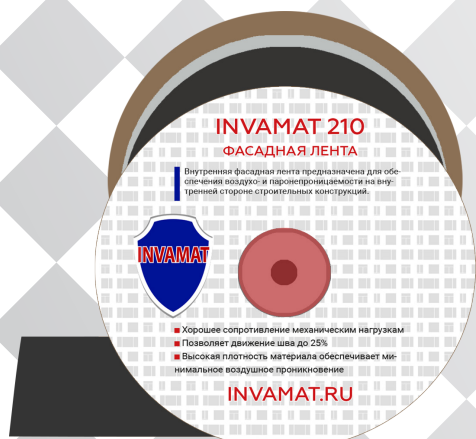 INVAMAT 210
ФАСАДНАЯ ЛЕНТА
Внутренняя фасадная лента предназначена для обе-
спечения воздухо- и паронепроницаемости на вну-
тренней стороне строительных конструкций.
INVAMAT
Хорошее сопротивление механическим нагрузкам
Позволяет движение шва до 25%
Высокая плотность материала обеспечивает ми-
нимальное воздушное проникновение
INVAMAT.RU